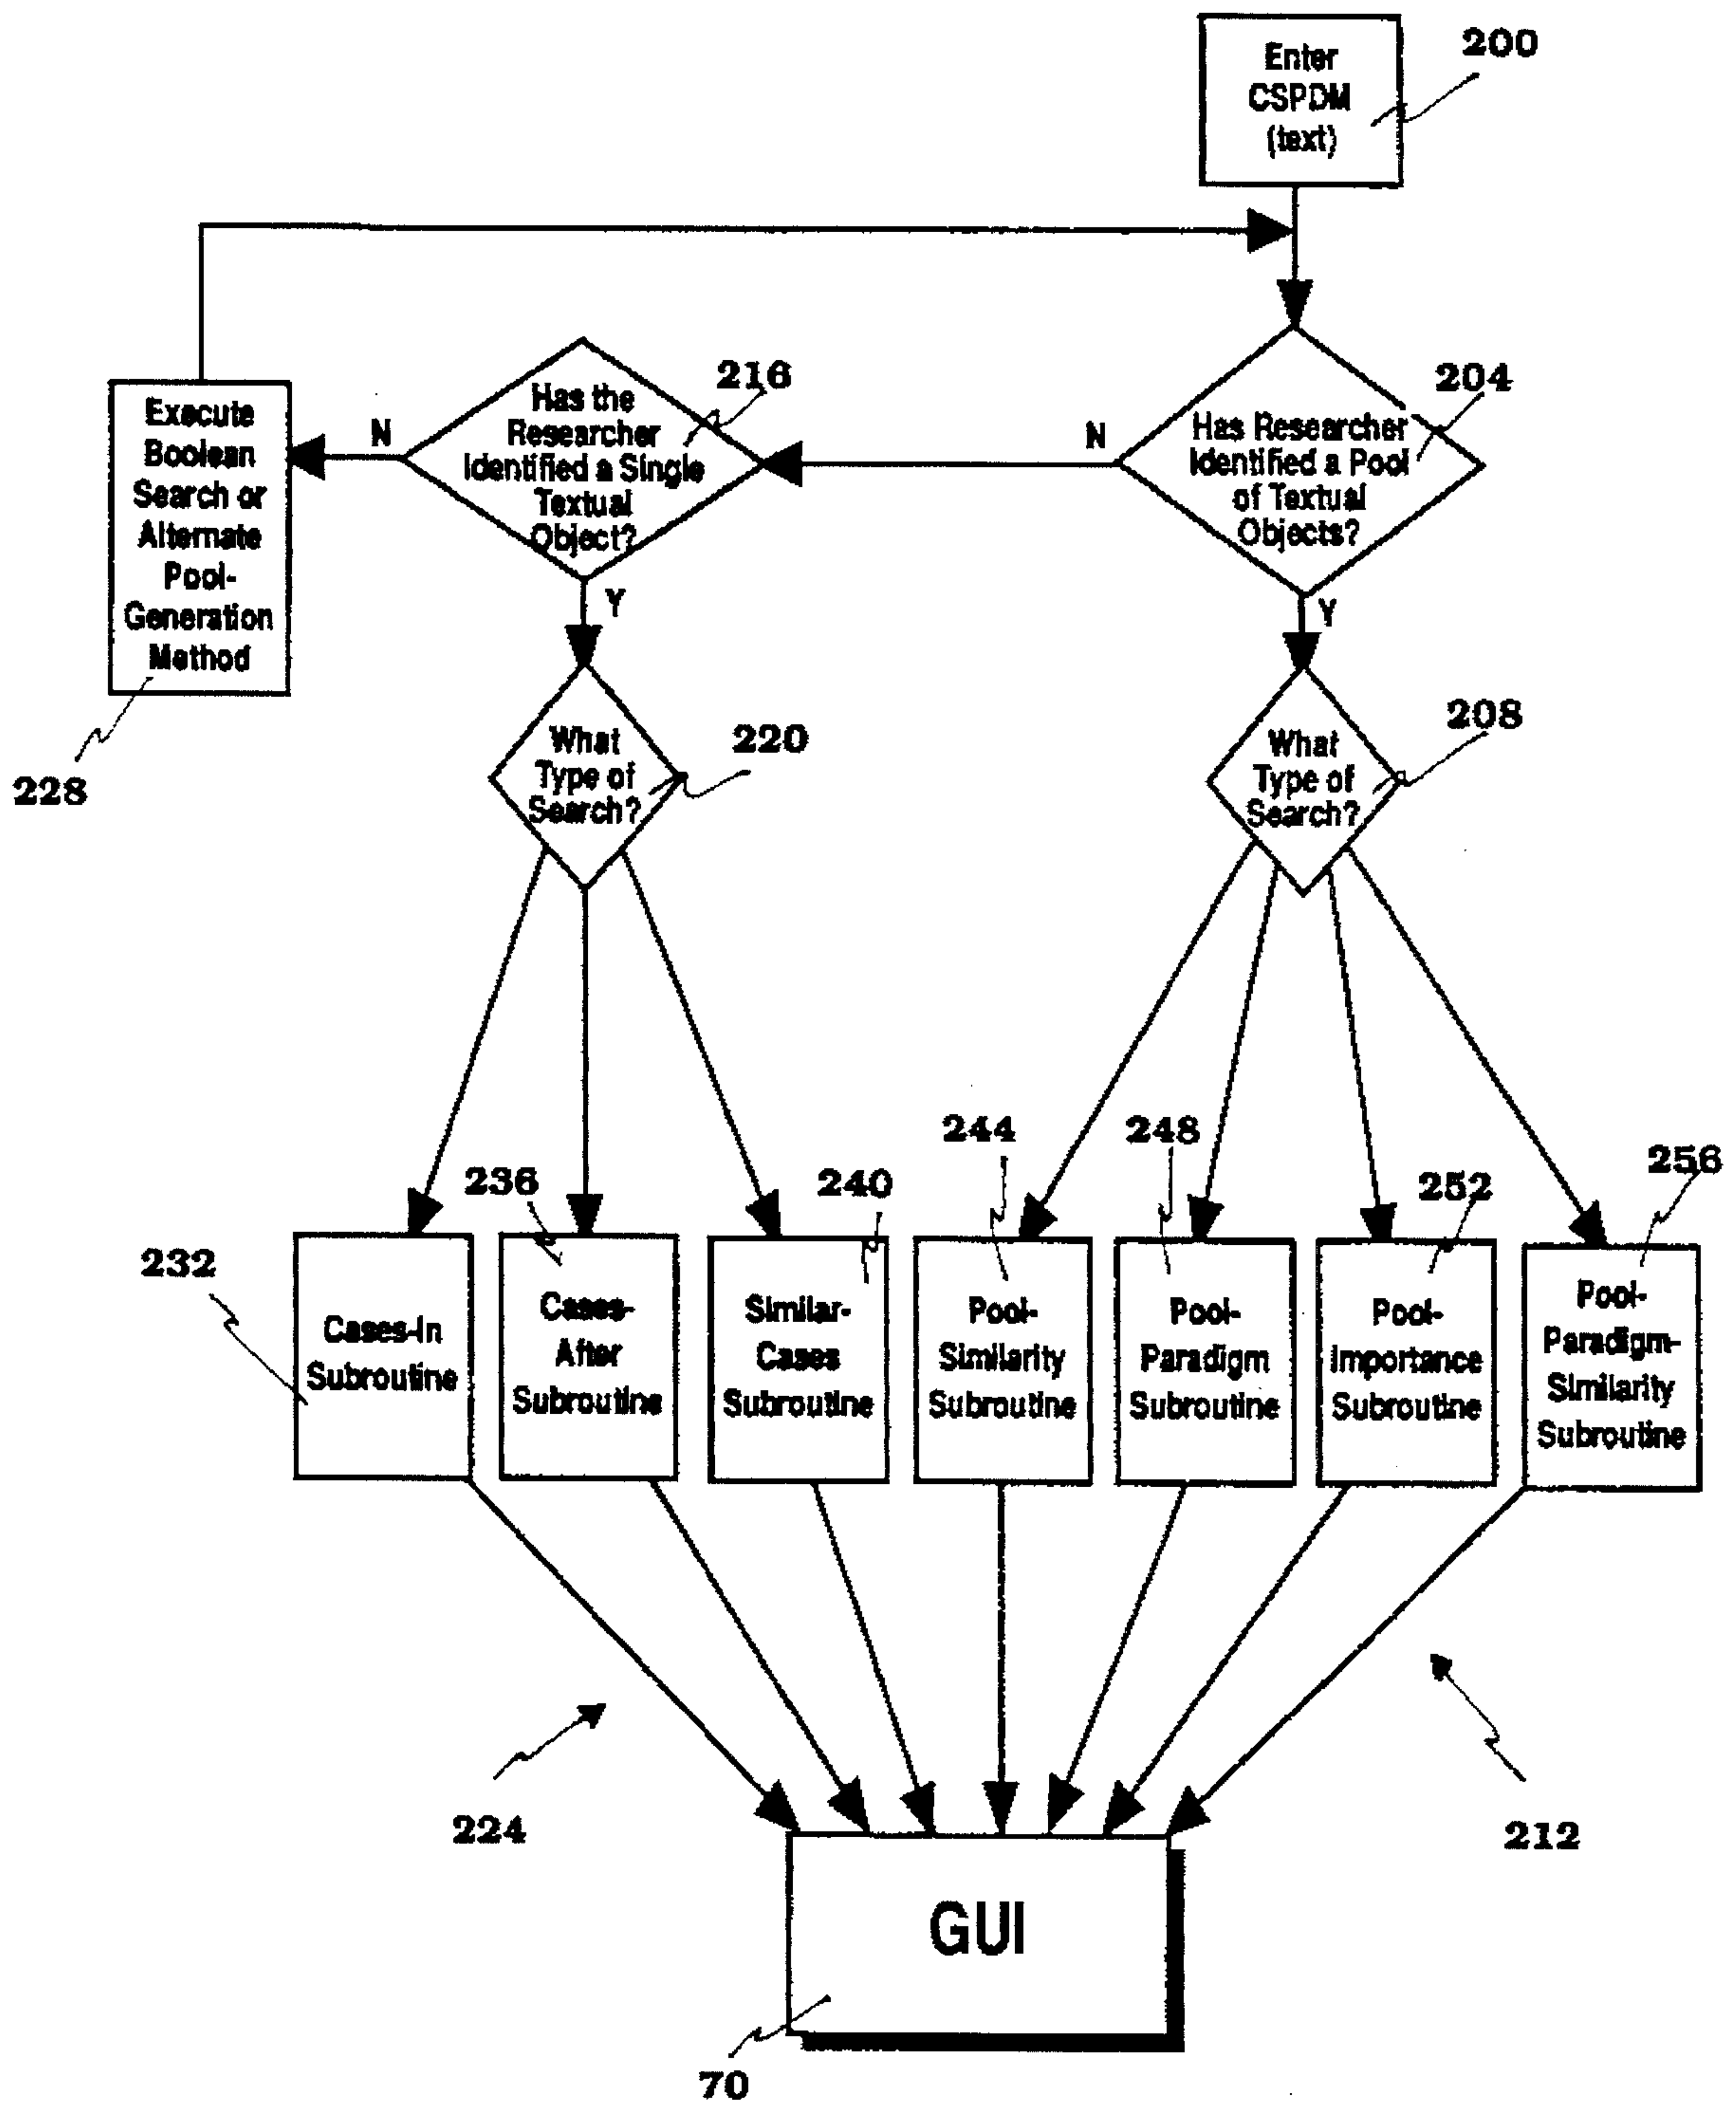 Enter
CSPDM
(text)
200
Has Researcher
Identified a Pool
of Textual
Objects?
204
N
Y
Has the
Researcher
Identified a Single
Textual
Object?
216
N
Y
Execute
Boolean
Search or
Alternate
Pool-
Generation
Method
228
What
Type of
Search?
220
What
Type of
Search?
208
232
Cases-In
Subroutine
236
Cases-
After
Subroutine
240
Similar-
Cases
Subroutine
244
Pool-
Similarity
Subroutine
248
Pool-
Paradigm
Subroutine
252
Pool-
Importance
Subroutine
256
Pool-
Paradigm-
Similarity
Subroutine
224
212
GUI
70